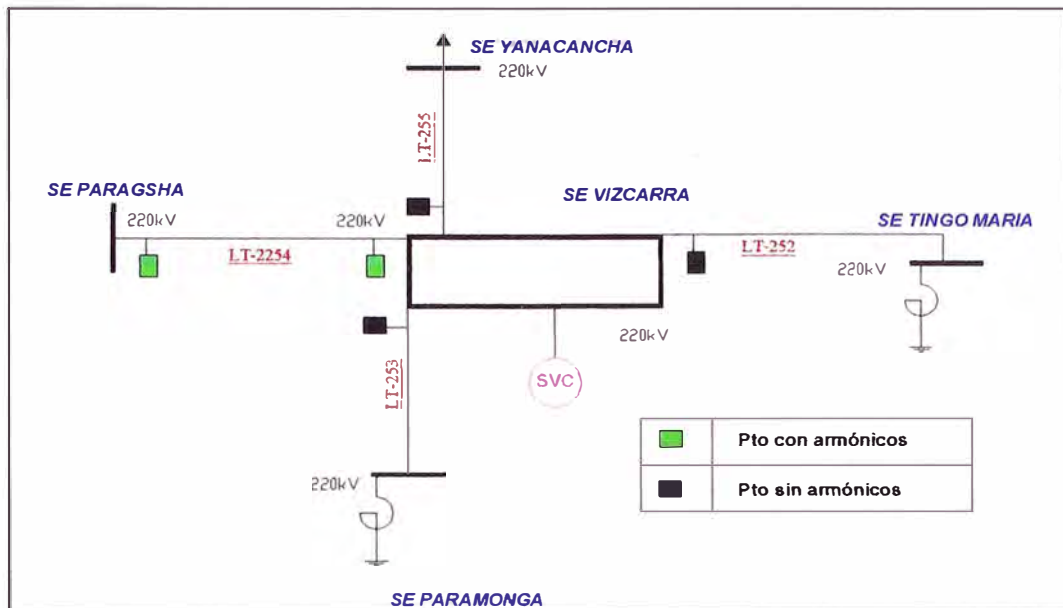 SE YANACANCHA
220kV
LT-255
SE PARAGSHA
SE VIZCARRA
220kV
220kV
SE TINGO MARIA
LT-2254
LT-252
220kV
220kV
LT-253
SVC
Pto con armónicos
220kV
Pto sin armónicos
SE PARAMONGA